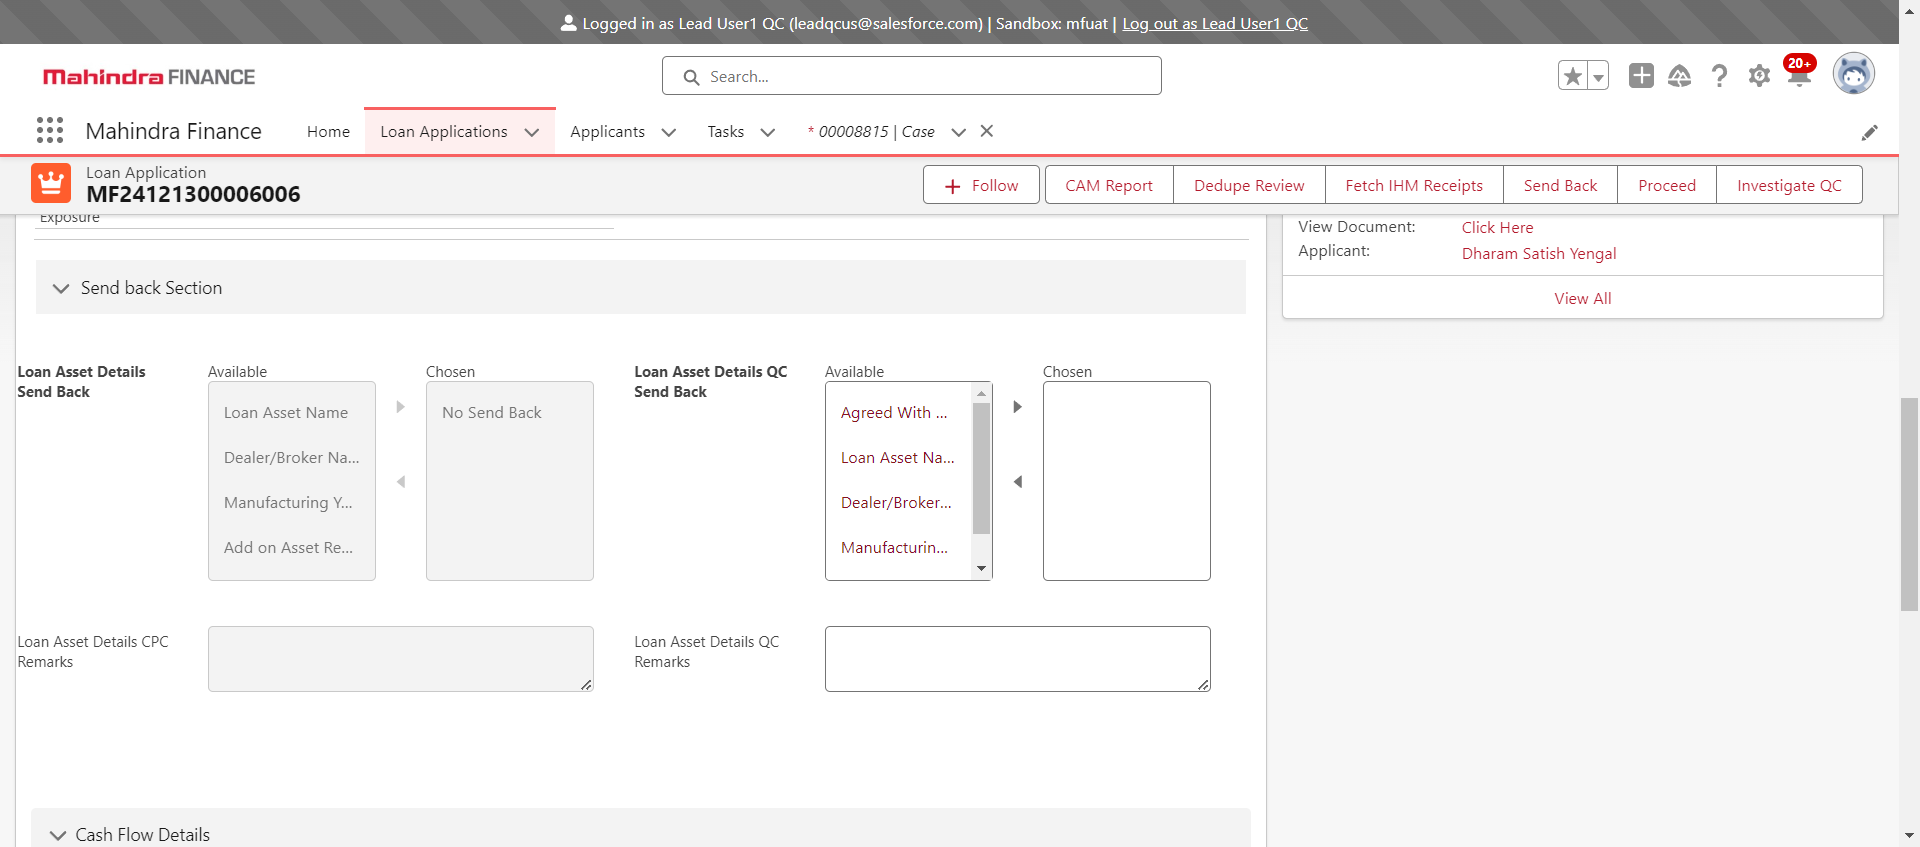 Logged in as Lead User1 QC (leadqcus@salesforce.com) | Sandbox: mfuat | Log out as Lead User1 QC
Mahindra FINANCE
Search...
20+
Mahindra Finance
Home
Loan Applications
Applicants
Tasks
* 00008815 | Case
Loan Application
MF24121300006006
Follow
CAM Report
Dedupe Review
Fetch IHM Receipts
Send Back
Proceed
Investigate QC
Exposure
View Document:
Click Here
Applicant:
Dharam Satish Yengal
View All
Send back Section
Loan Asset Details
Send Back
Available
Loan Asset Name
Dealer/Broker Na...
Manufacturing Y...
Add on Asset Re...
Chosen
No Send Back
Loan Asset Details QC
Send Back
Available
Agreed With ...
Loan Asset Na...
Dealer/Broker...
Manufacturin...
Chosen
Loan Asset Details CPC
Remarks
Loan Asset Details QC
Remarks
Cash Flow Details